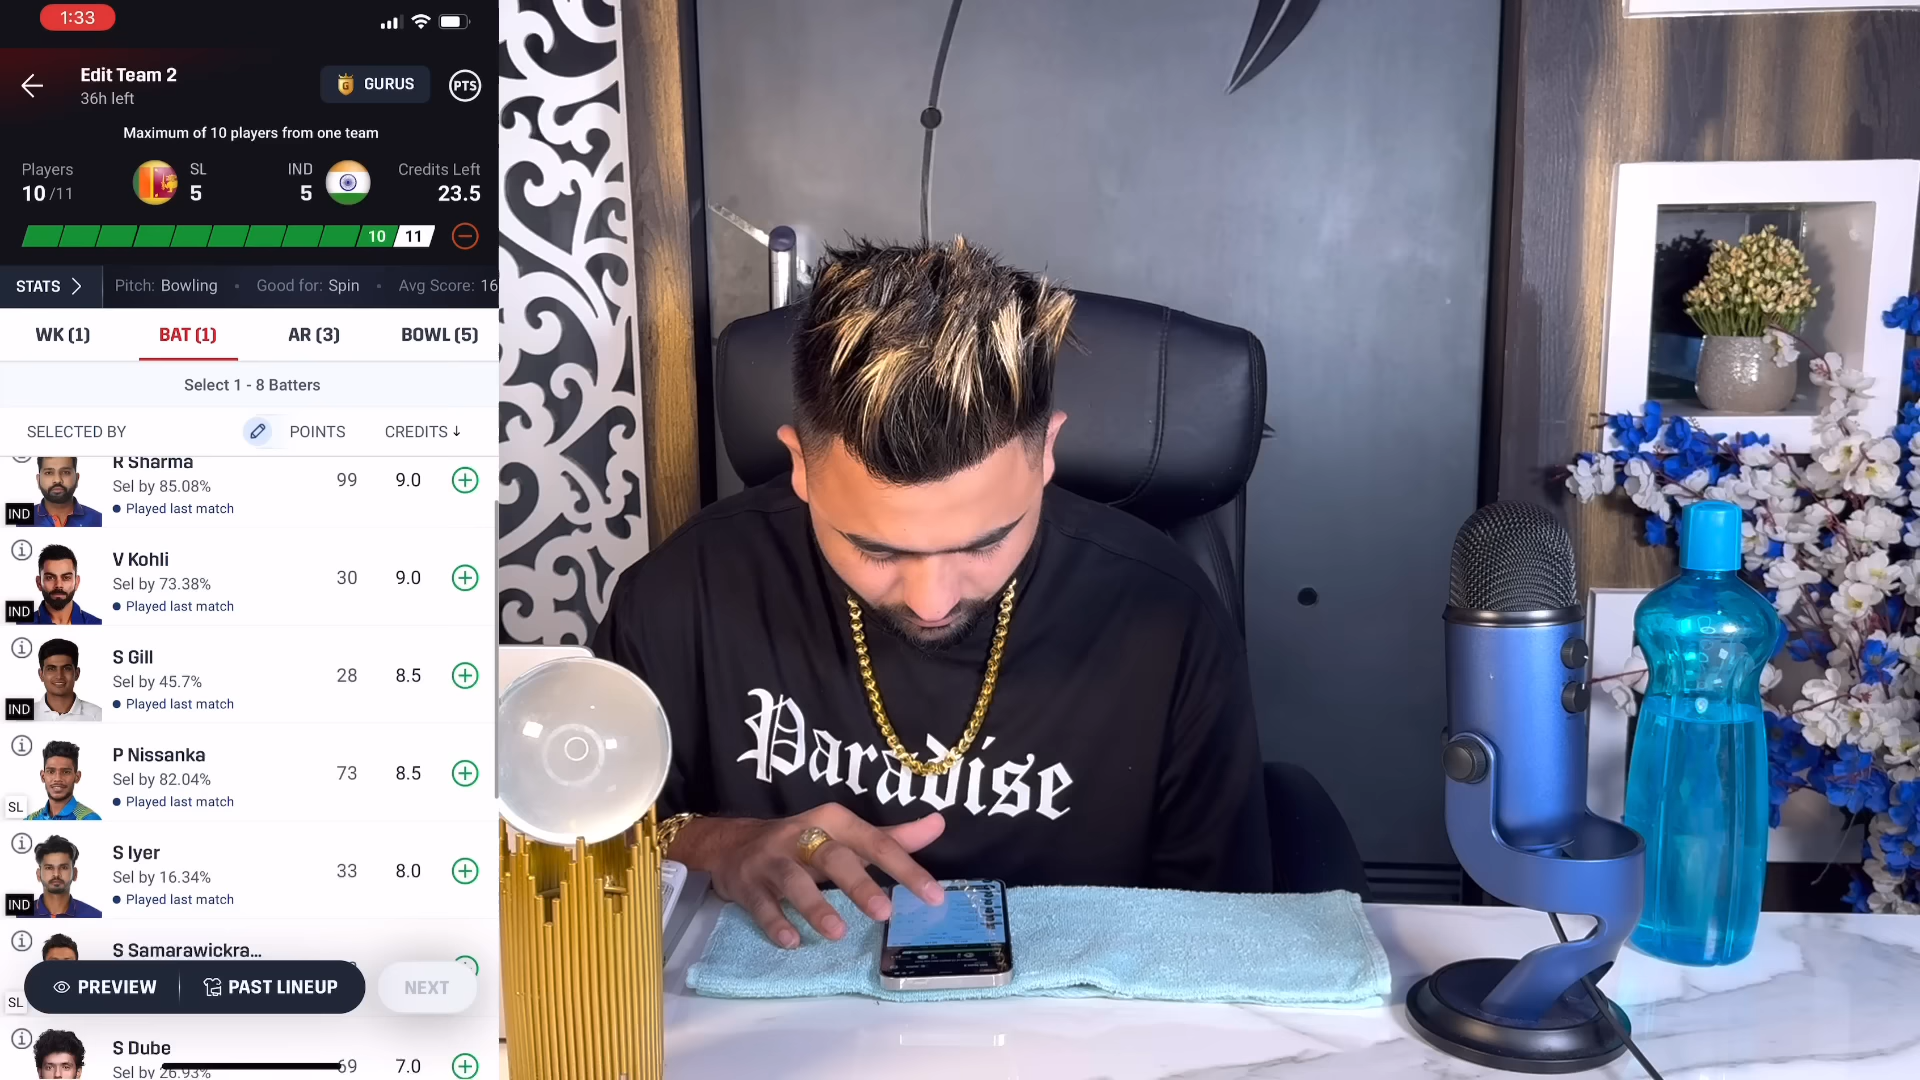 1:33
Edit Team 2
36h left
GURUS
PTS
Maximum of 10 players from one team
Players
10/11
SL
5
IND
5
Credits Left
23.5
10
11
STATS
Pitch: Bowling • Good for: Spin • Avg Score: 16
WK (1)
BAT (1)
AR (3)
BOWL (5)
Select 1 - 8 Batters
SELECTED BY
POINTS
CREDITS ↓
R Sharma
Sel by 85.08%
99
9.0
Played last match
IND
V Kohli
Sel by 73.38%
30
9.0
Played last match
IND
S Gill
Sel by 45.7%
28
8.5
Played last match
IND
P Nissanka
Sel by 82.04%
73
8.5
Played last match
SL
S Iyer
Sel by 16.34%
33
8.0
Played last match
IND
S Samarawickra...
SL
PREVIEW
PAST LINEUP
NEXT
S Dube
Sel by 26.93%
69
7.0
Paradise